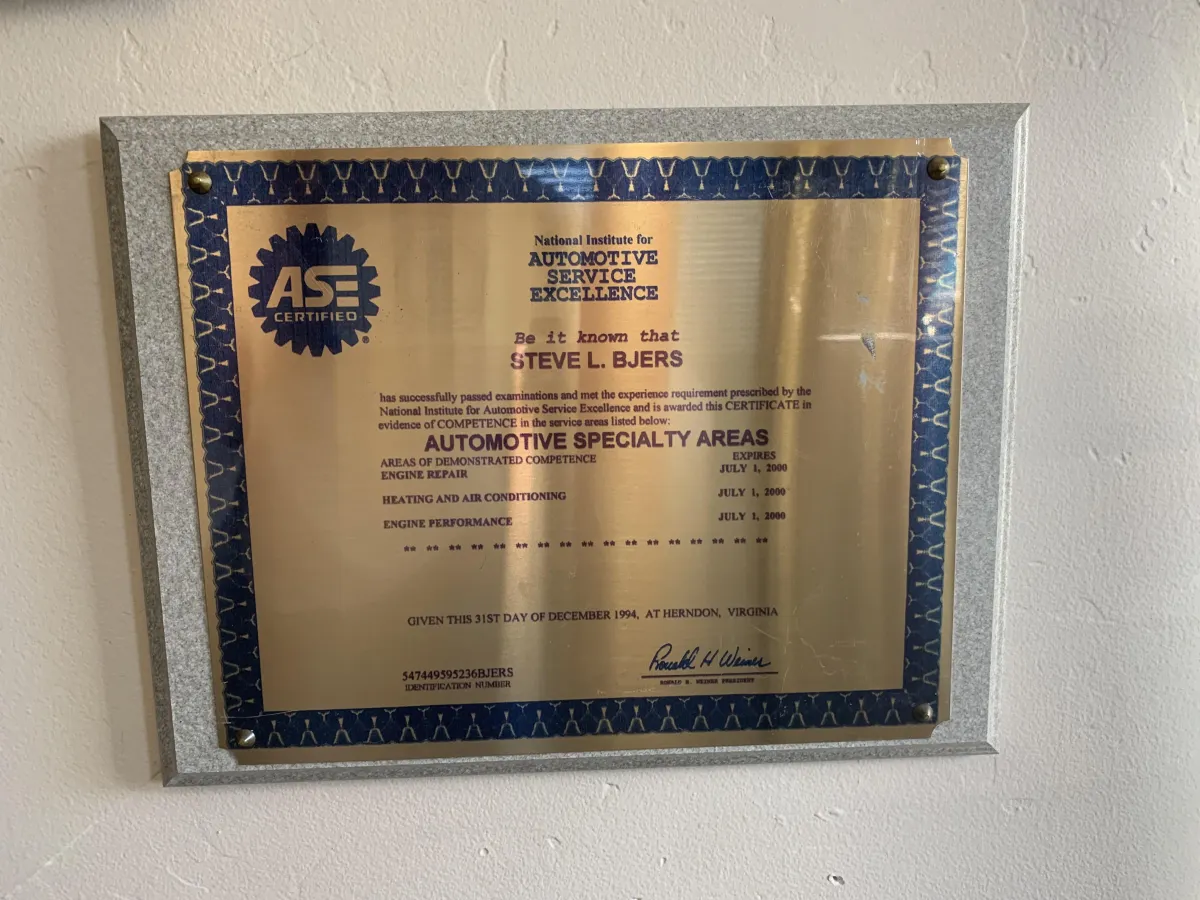 ASE
CERTIFIED
®
National Institute for
AUTOMOTIVE
SERVICE
EXCELLENCE
Be it known that
STEVE L. BJERS
has successfully passed examinations and met the experience requirement prescribed by the
National Institute for Automotive Service Excellence and is awarded this CERTIFICATE in
evidence of COMPETENCE in the service areas listed below:
AUTOMOTIVE SPECIALTY AREAS
AREAS OF DEMONSTRATED COMPETENCE EXPIRES
ENGINE REPAIR JULY 1, 2000
HEATING AND AIR CONDITIONING JULY 1, 2000
ENGINE PERFORMANCE JULY 1, 2000
** ** ** ** ** ** ** ** ** ** ** ** ** ** ** ** **
GIVEN THIS 31ST DAY OF DECEMBER 1994, AT HERNDON, VIRGINIA
Ronald H Weiner
547449595236BJERS
IDENTIFICATION NUMBER
RONALD H. WEINER PRESIDENT